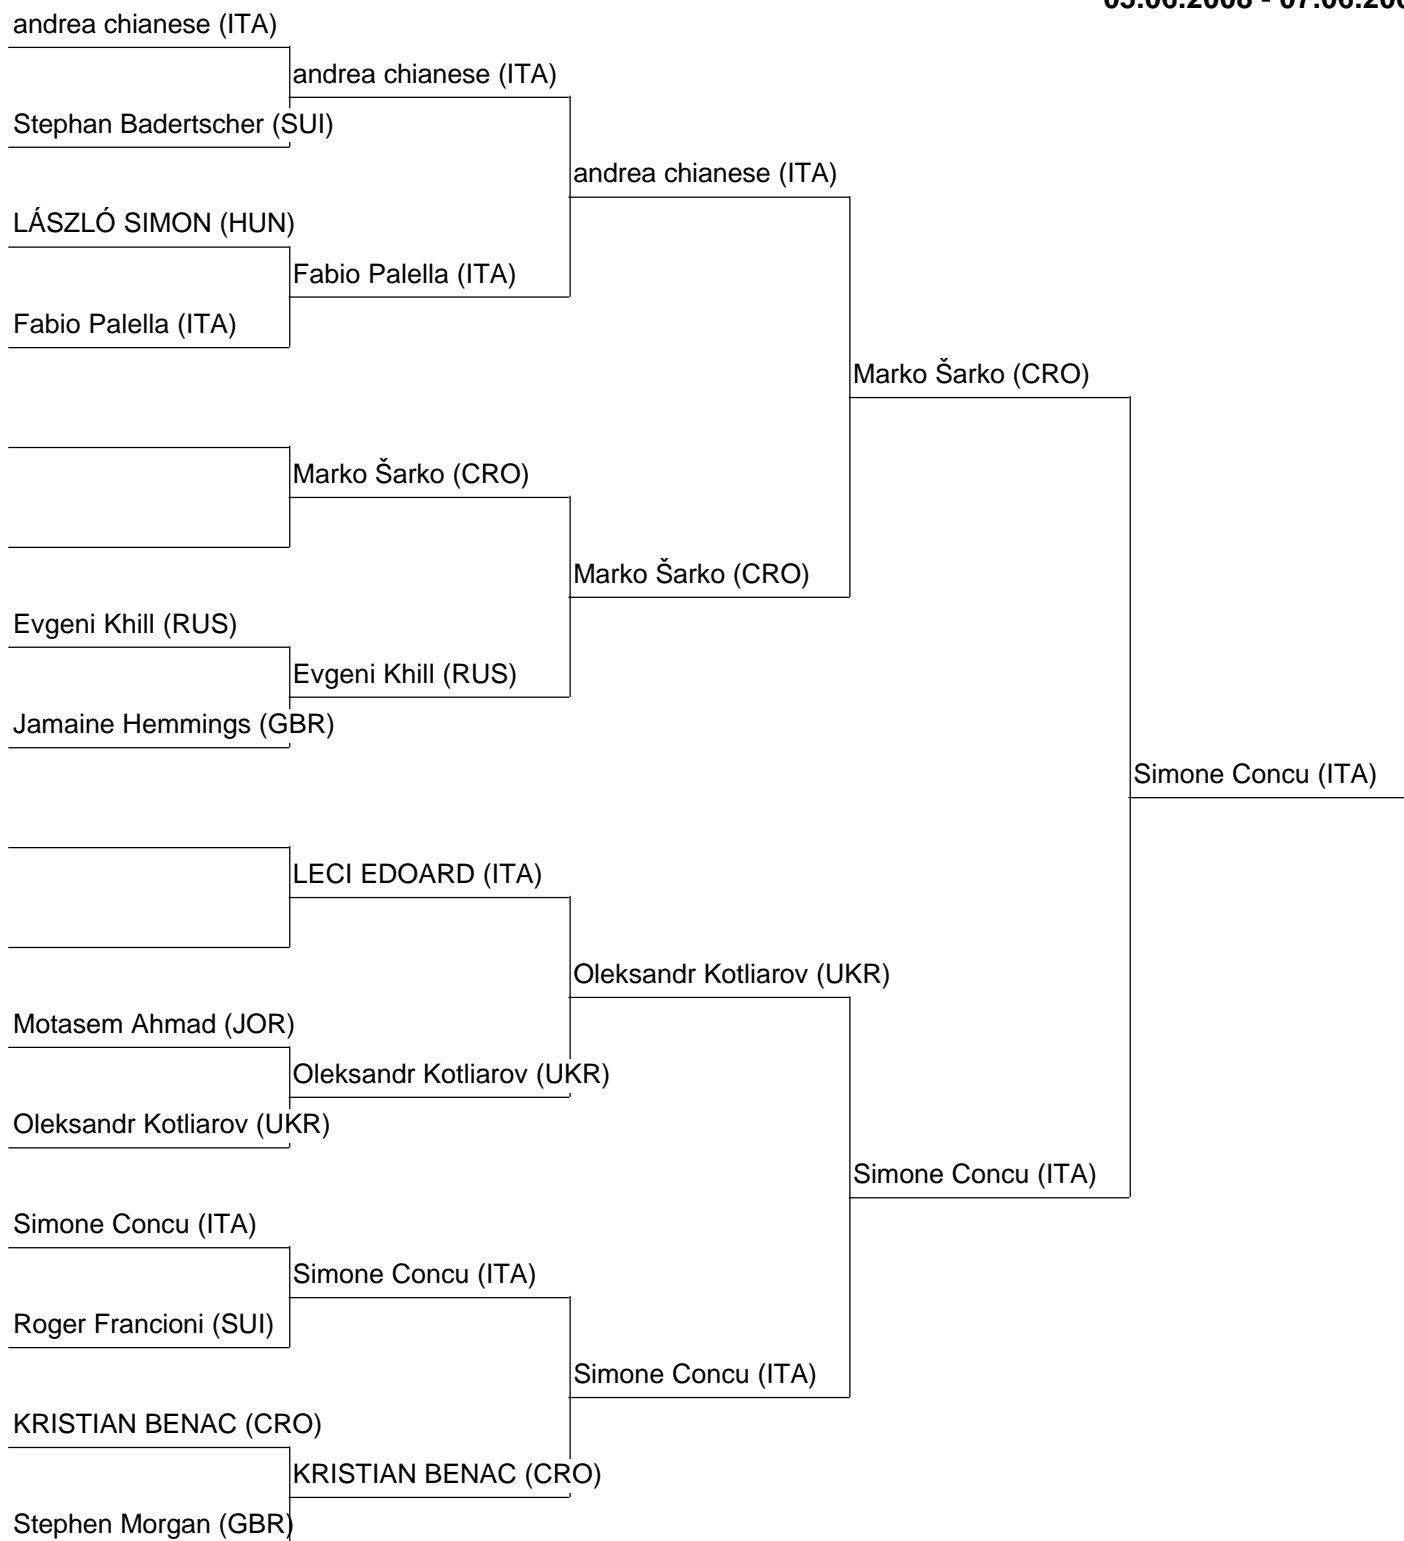 andrea chianese (ITA)
andrea chianese (ITA)
Stephan Badertscher (SUI)
andrea chianese (ITA)
LÁSZLÓ SIMON (HUN)
Fabio Palella (ITA)
Fabio Palella (ITA)
Marko Šarko (CRO)
Marko Šarko (CRO)
Marko Šarko (CRO)
Evgeni Khill (RUS)
Evgeni Khill (RUS)
Jamaine Hemmings (GBR)
Simone Concu (ITA)
LECI EDOARD (ITA)
Oleksandr Kotliarov (UKR)
Motasem Ahmad (JOR)
Oleksandr Kotliarov (UKR)
Oleksandr Kotliarov (UKR)
Simone Concu (ITA)
Simone Concu (ITA)
Simone Concu (ITA)
Roger Francioni (SUI)
Simone Concu (ITA)
KRISTIAN BENAC (CRO)
KRISTIAN BENAC (CRO)
Stephen Morgan (GBR)